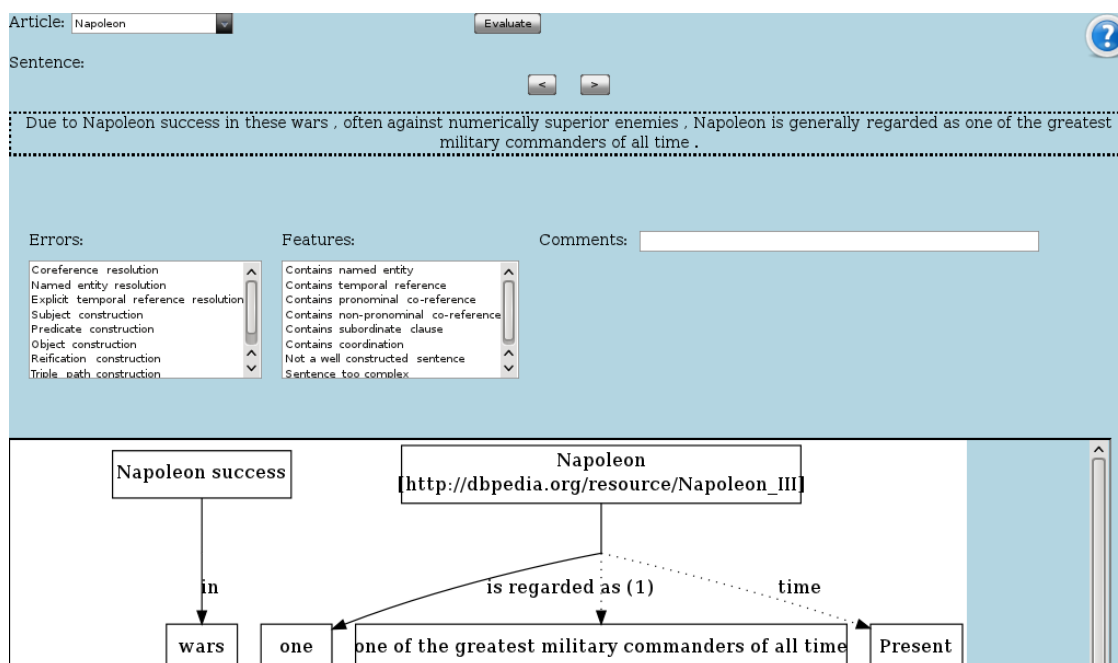 Article: Napoleon Evaluate ?
Sentence:
< >
Due to Napoleon success in these wars , often against numerically superior enemies , Napoleon is generally regarded as one of the greatest
military commanders of all time .
Errors: Features: Comments:
Coreference resolution
Named entity resolution
Explicit temporal reference resolution
Subject construction
Predicate construction
Object construction
Reification construction
Triple path construction
Contains named entity
Contains temporal reference
Contains pronominal co-reference
Contains non-pronominal co-reference
Contains subordinate clause
Contains coordination
Not a well constructed sentence
Sentence too complex
Napoleon success
Napoleon
[http://dbpedia.org/resource/Napoleon_III]
in is regarded as (1) time
wars one one of the greatest military commanders of all time Present